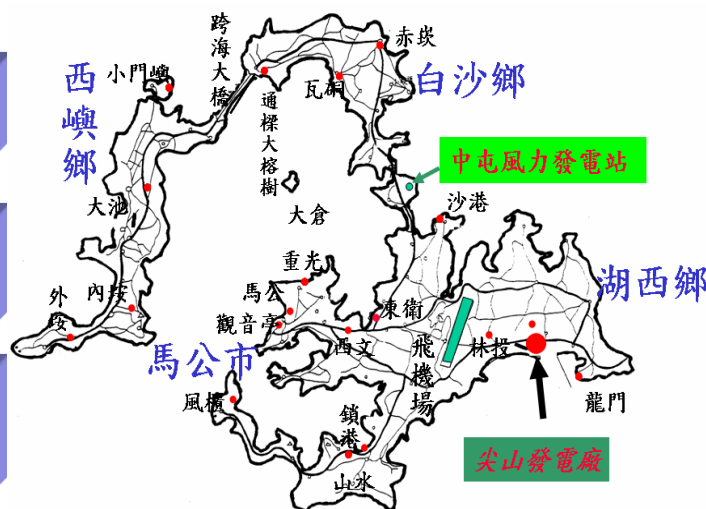 跨海大橋
赤崁
西嶼鄉
小門嶼
瓦硐
白沙鄉
通樑大榕樹
中屯風力發電站
大池
大倉
沙港
重光
湖西鄉
外垵
內垵
馬公
觀音亭
東衛
西文
飛機場
林投
馬公市
風櫃
鎖港
龍門
山水
尖山發電廠